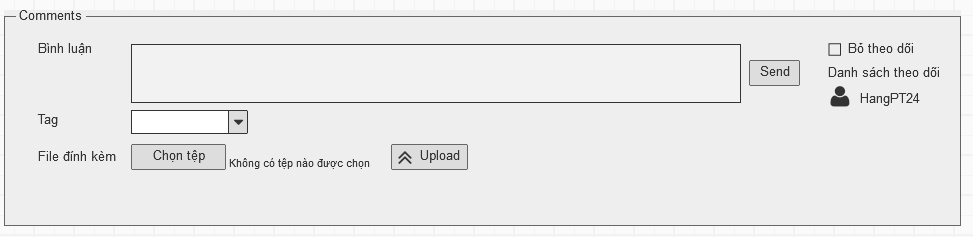 Comments
Bình luận
Send
Bỏ theo dõi
Danh sách theo dõi
HangPT24
Tag
File đính kèm
Chọn tệp
Không có tệp nào được chọn
Upload